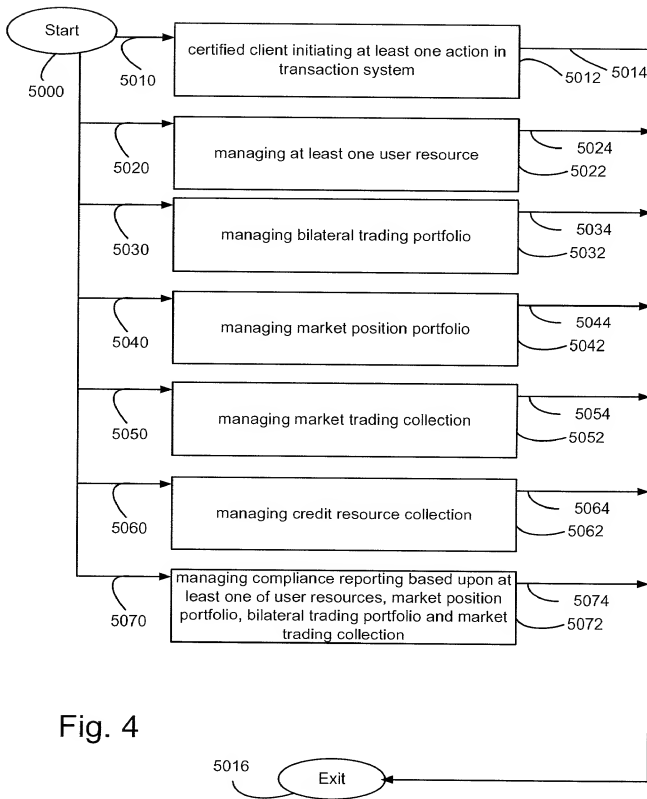 Start
5000
5010
certified client initiating at least one action in
transaction system
5012
5014
5020
managing at least one user resource
5024
5022
5030
managing bilateral trading portfolio
5034
5032
5040
managing market position portfolio
5044
5042
5050
managing market trading collection
5054
5052
5060
managing credit resource collection
5064
5062
5070
managing compliance reporting based upon at
least one of user resources, market position
portfolio, bilateral trading portfolio and market
trading collection
5074
5072
Fig. 4
5016
Exit